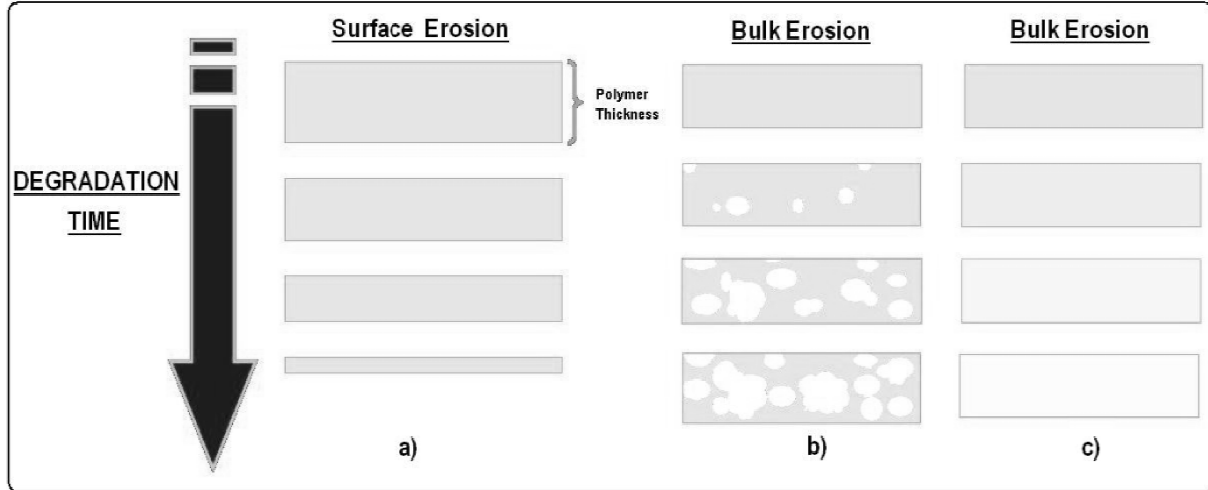 Surface Erosion
Bulk Erosion
Bulk Erosion
Polymer
Thickness
DEGRADATION
TIME
a)
b)
c)